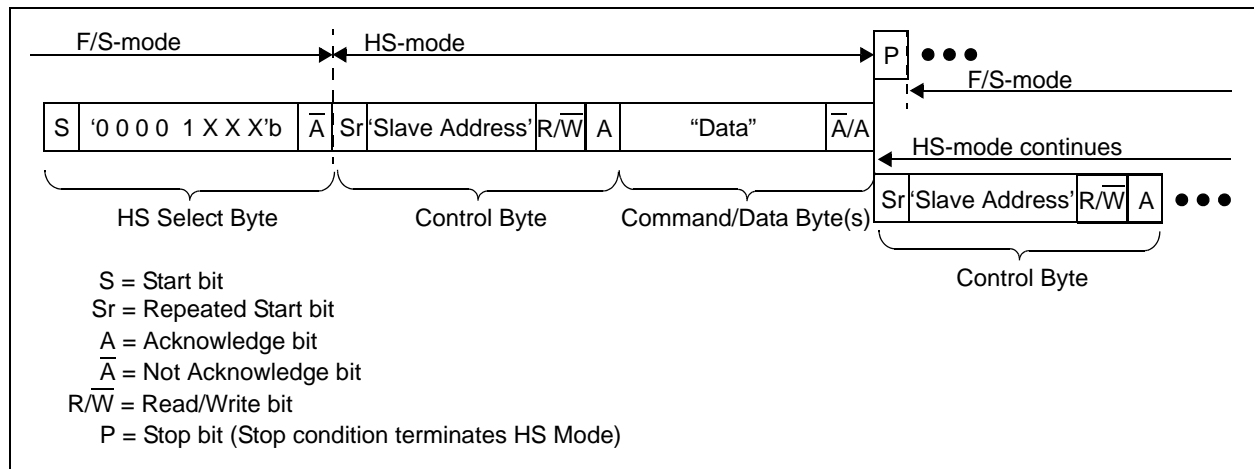 F/S-mode HS-mode
P
F/S-mode
S '0 0 0 0 1 X X X'b A̅ Sr 'Slave Address' R/W̅ A "Data" A̅/A
HS-mode continues
Sr 'Slave Address' R/W̅ A
HS Select Byte Control Byte Command/Data Byte(s)
Control Byte
S = Start bit
Sr = Repeated Start bit
A = Acknowledge bit
A̅ = Not Acknowledge bit
R/W̅ = Read/Write bit
P = Stop bit (Stop condition terminates HS Mode)